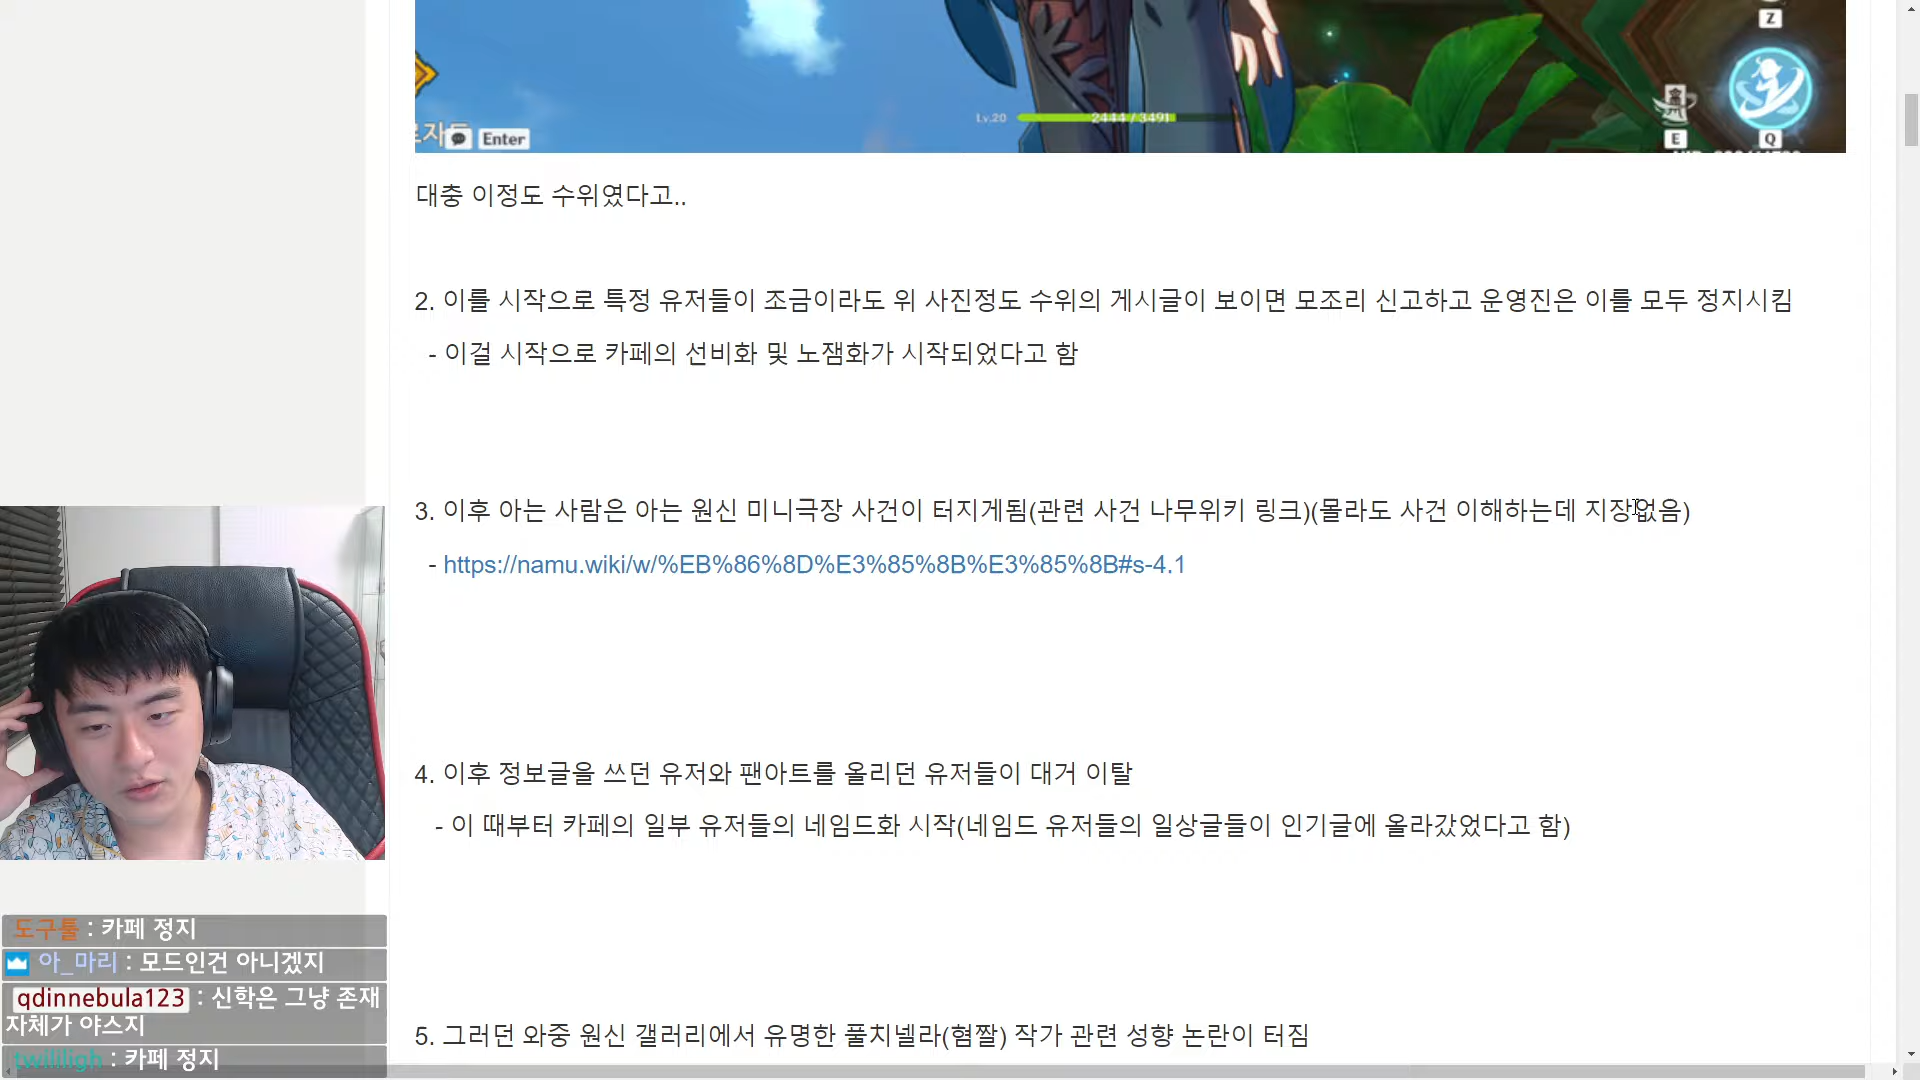 Z
Lv.20 2444 / 3491
Enter
E
Q
대충 이정도 수위였다고..
2. 이를 시작으로 특정 유저들이 조금이라도 위 사진정도 수위의 게시글이 보이면 모조리 신고하고 운영진은 이를 모두 정지시킴
- 이걸 시작으로 카페의 선비화 및 노잼화가 시작되었다고 함
3. 이후 아는 사람은 아는 원신 미니극장 사건이 터지게됨(관련 사건 나무위키 링크)(몰라도 사건 이해하는데 지장없음)
- https://namu.wiki/w/%EB%86%8D%E3%85%8B%E3%85%8B#s-4.1
4. 이후 정보글을 쓰던 유저와 팬아트를 올리던 유저들이 대거 이탈
- 이 때부터 카페의 일부 유저들의 네임드화 시작(네임드 유저들의 일상글들이 인기글에 올라갔었다고 함)
5. 그러던 와중 원신 갤러리에서 유명한 풀치넬라(혐짤) 작가 관련 성향 논란이 터짐
도구툴 : 카페 정지
아_마리 : 모드인건 아니겠지
qdinnebula123 : 신학은 그냥 존재
자체가 야스지
twillligh : 카페 정지